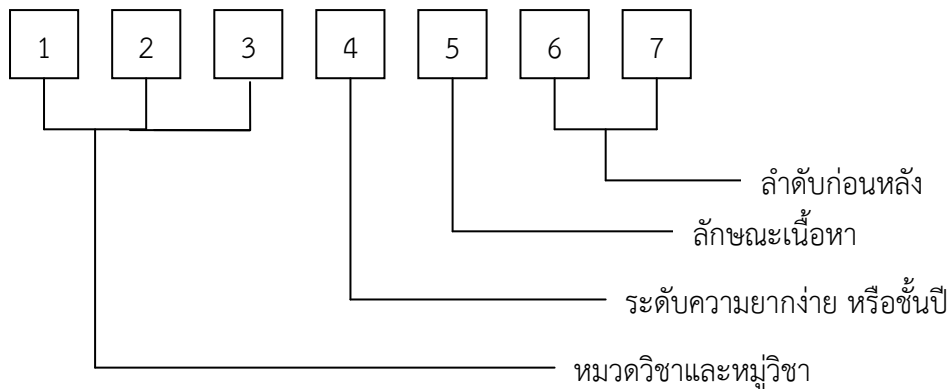 1 2 3 4 5 6 7
ลำดับก่อนหลัง
ลักษณะเนื้อหา
ระดับความยากง่าย หรือชั้นปี
หมวดวิชาและหมู่วิชา